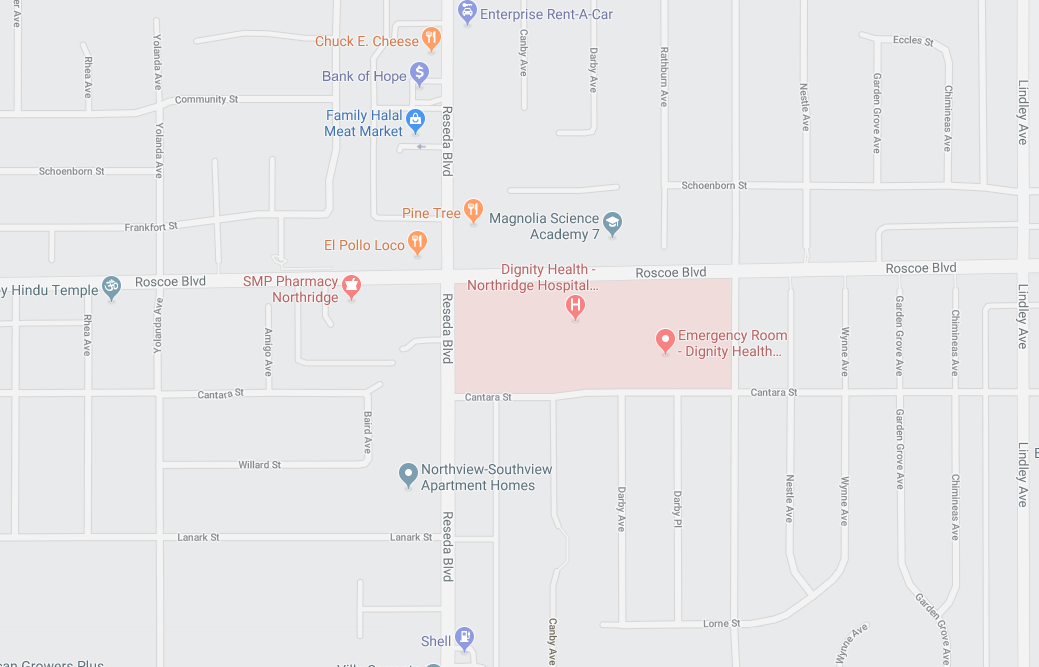 er Ave
Enterprise Rent-A-Car
Chuck E. Cheese
Eccles St
Yolanda Ave
Rhea Ave
Canby Ave
Darby Ave
Rathburn Ave
Bank of Hope
Nestle Ave
Garden Grove Ave
Chimineas Ave
Lindley Ave
Community St
Family Halal
Meat Market
Reseda Blvd
Yolanda Ave
Schoenborn St
Schoenborn St
Pine Tree
Magnolia Science
Academy 7
Frankfort St
El Pollo Loco
Dignity Health -
Northridge Hospital...
Roscoe Blvd
Roscoe Blvd
Roscoe Blvd
SMP Pharmacy
Northridge
y Hindu Temple
Yolanda Ave
Rhea Ave
Amigo Ave
Reseda Blvd
Emergency Room
- Dignity Health...
Wynne Ave
Garden Grove Ave
Chimineas Ave
Lindley Ave
Cantara St
Cantara St
Cantara St
Baird Ave
Willard St
Northview-Southview
Apartment Homes
Garden Grove Ave
Lindley Ave
Darby Ave
Darby Pl
Nestle Ave
Wynne Ave
Chimineas Ave
Lanark St
Lanark St
Reseda Blvd
Canby Ave
Lorne St
Garden Grove Ave
Wynne Ave
Shell